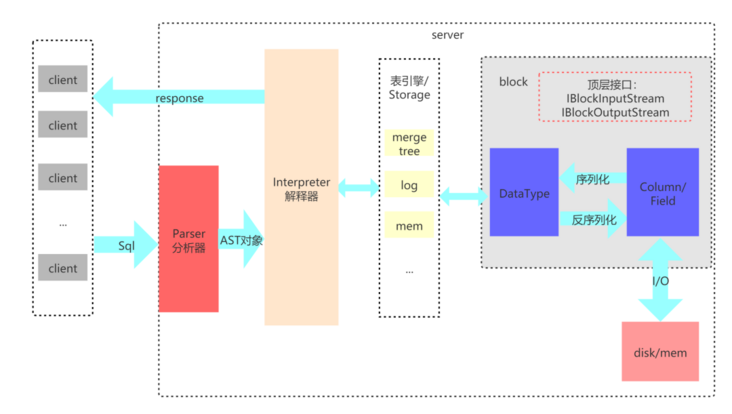 server
client
client
client
...
client
response
Sql
Parser
分析器
AST对象
Interpreter
解释器
表引擎/
Storage
merge
tree
log
mem
...
block
顶层接口:
IBlockInputStream
IBlockOutputStream
DataType
序列化
反序列化
Column/
Field
I/O
disk/mem